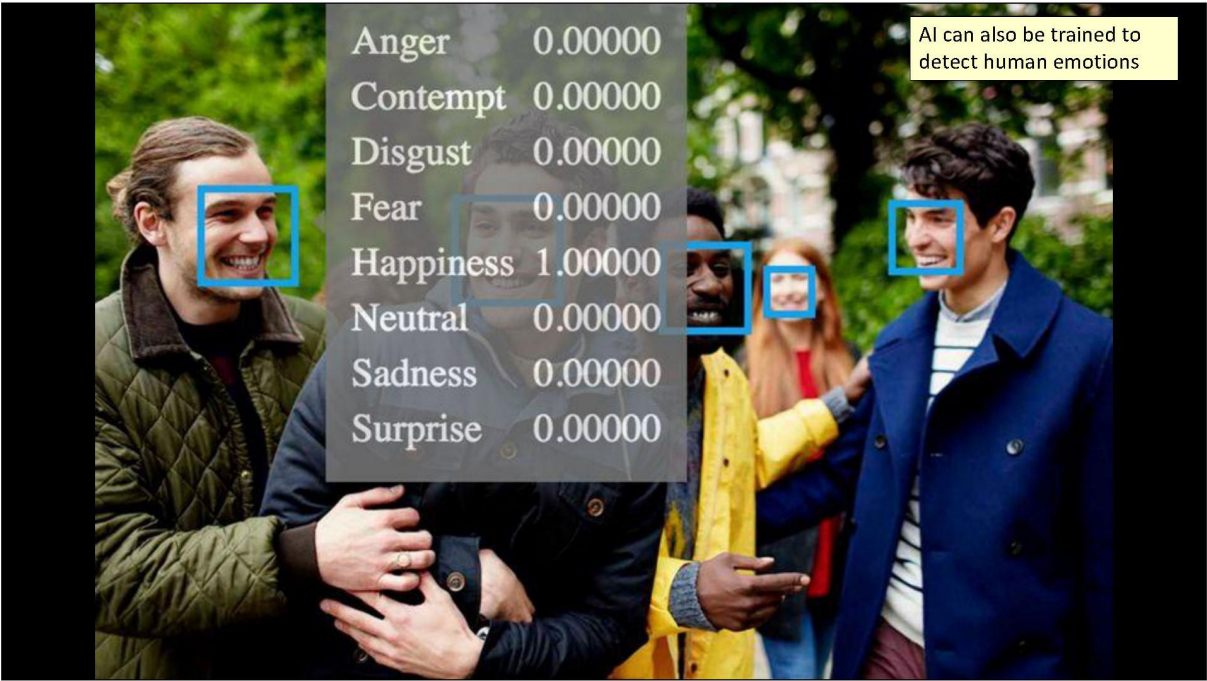 Anger 0.00000
Contempt 0.00000
Disgust 0.00000
Fear 0.00000
Happiness 1.00000
Neutral 0.00000
Sadness 0.00000
Surprise 0.00000
AI can also be trained to
detect human emotions